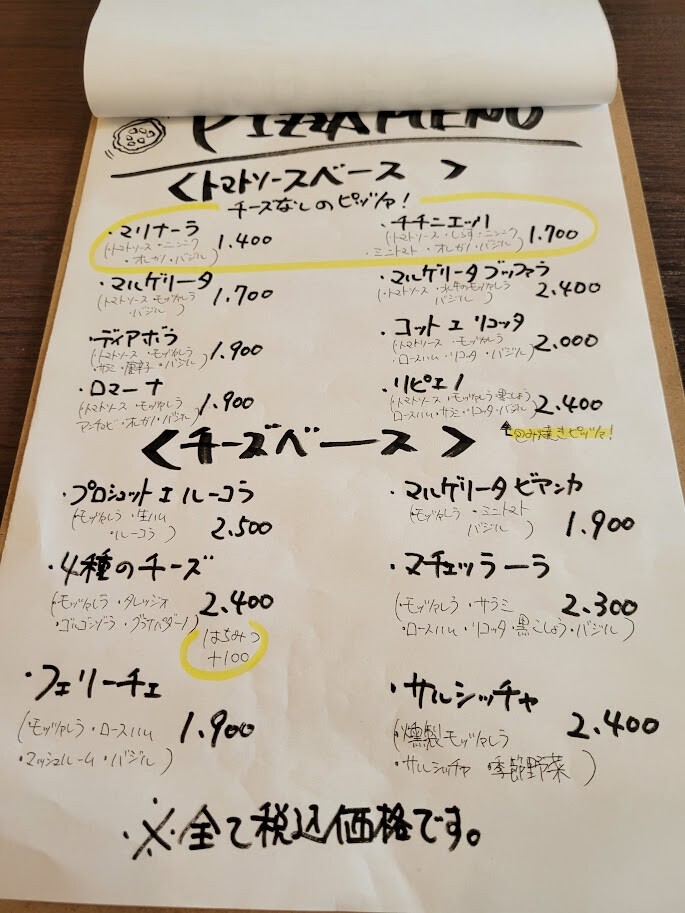 PIZZA MENU
<トマトソースベース>
チーズなしのピッツァ!
・マリナーラ
(トマトソース・ニンニク
・オレガノ・バジル) 1.400
・チチニエッリ
(トマトソース・しらす・ニンニク
・ミニトマト・オレガノ・バジル) 1.700
・マルゲリータ
(トマトソース・モッツァレラ
・バジル) 1.700
・マルゲリータブッファラ
(・トマトソース・水牛のモッツァレラ
バジル) 2.400
・ディアボラ
(トマトソース・モッツァレラ
・サラミ・唐辛子・バジル) 1.900
・コットエリコッタ
(トマトソース・モッツァレラ
・ロースハム・リコッタ・バジル) 2.000
・ロマーナ
(トマトソース・モッツァレラ
アンチョビ・オレガノ・バジル) 1.900
・リピエノ
(トマトソース・モッツァレラ・黒こしょう
ロースハム・サラミ・リコッタ・バジル) 2.400
↑包み焼きピッツァ!
<チーズベース>
・プロシュットエルーコラ
(モッツァレラ・生ハム
・ルーコラ) 2.500
・マルゲリータビアンカ
(モッツァレラ・ミニトマト
バジル) 1.900
・4種のチーズ
(モッツァレラ・タレッジオ
・ゴルゴンゾーラ・グラナパダーノ) 2.400
はちみつ
+100
・マチェッラーラ
(・モッツァレラ・サラミ
・ロースハム・リコッタ・黒こしょう・バジル) 2.300
・フェリーチェ
(・モッツァレラ・ロースハム
・マッシュルーム・バジル) 1.900
・サルシッチャ
(・燻製モッツァレラ
・サルシッチャ・季節野菜) 2.400
※全て税込価格です。